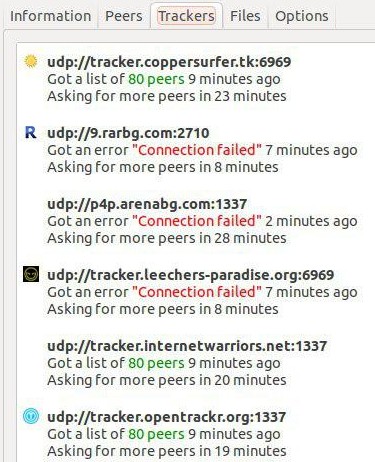 Information Peers Trackers Files Options
udp://tracker.coppersurfer.tk:6969
Got a list of 80 peers 9 minutes ago
Asking for more peers in 23 minutes
R udp://9.rarbg.com:2710
Got an error "Connection failed" 7 minutes ago
Asking for more peers in 8 minutes
udp://p4p.arenabg.com:1337
Got an error "Connection failed" 2 minutes ago
Asking for more peers in 28 minutes
udp://tracker.leechers-paradise.org:6969
Got an error "Connection failed" 7 minutes ago
Asking for more peers in 8 minutes
udp://tracker.internetwarriors.net:1337
Got a list of 80 peers 9 minutes ago
Asking for more peers in 20 minutes
udp://tracker.opentrackr.org:1337
Got a list of 80 peers 9 minutes ago
Asking for more peers in 19 minutes